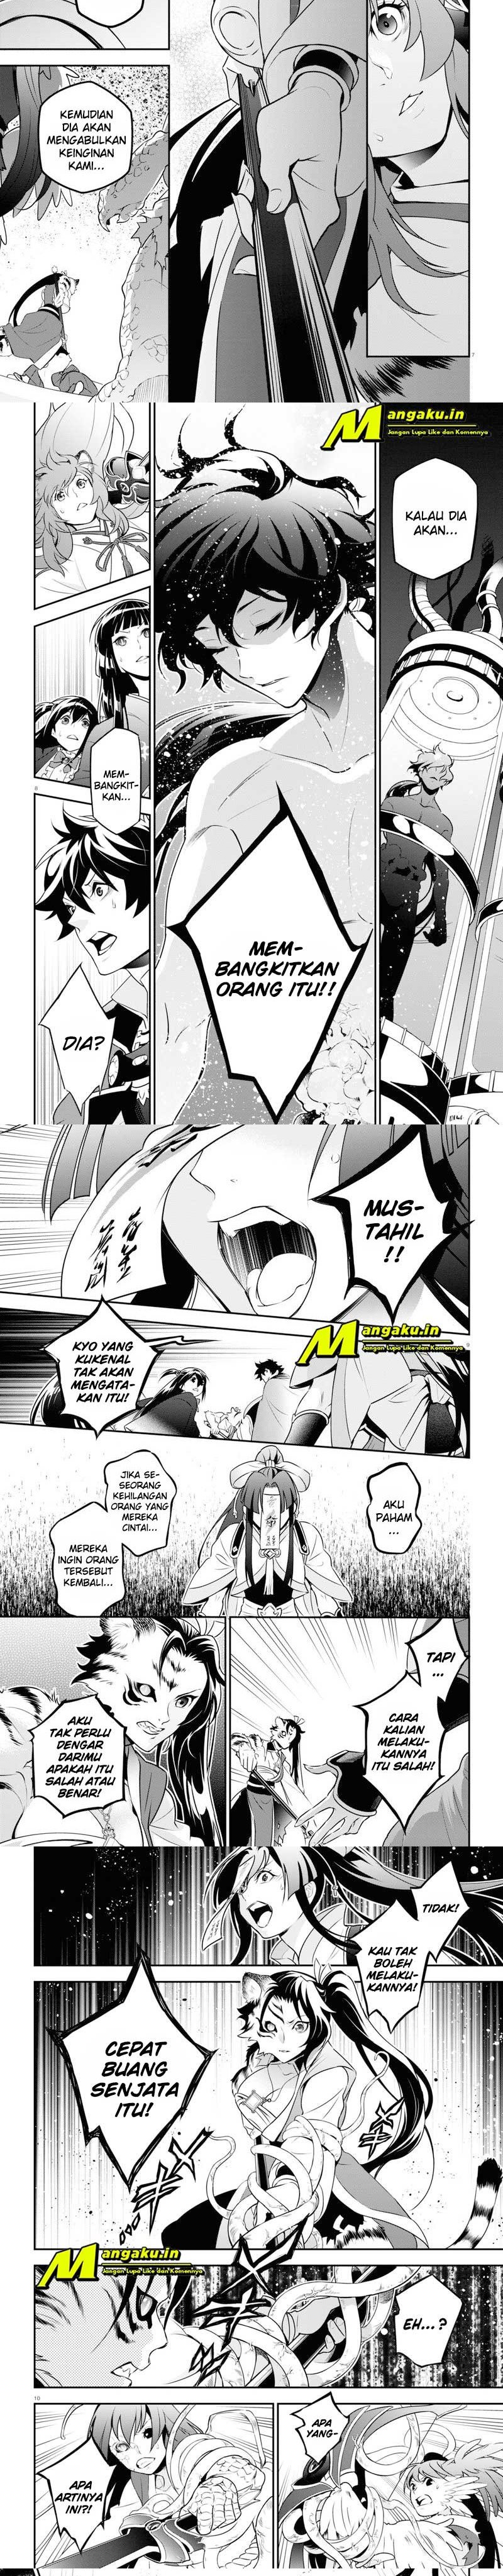 KEMUDIAN
DIA AKAN
MENGABULKAN
KEINGINAN
KAMI...
7
Mangaku.in
Jangan Lupa Like dan Komennya
KALAU DIA
AKAN...
MEM-
BANGKITKAN
ORANG ITU!!
MEM-
BANGKIT-
KAN...
8
DIA?
MUS-
TAHIL
!!
Mangaku.in
Jangan Lupa Like dan Komennya
KYO YANG
KUKENAL
TAK AKAN
MENGATA-
KAN ITU!
AKU
PAHAM
...
JIKA SE-
SEORANG
KEHILANGAN
ORANG YANG
MEREKA
CINTAI...
MEREKA
INGIN ORANG
TERSEBUT
KEMBALI...
TAPI
...
CARA
KALIAN
MELAKU-
KANNYA
ITU SALAH!
AKU
TAK PERLU
DENGAR
DARIMU
APAKAH ITU
SALAH ATAU
BENAR!
TIDAK!
KAU TAK
BOLEH
MELAKU-
KANNYA!
CEPAT
BUANG
SENJATA
ITU!
Mangaku.in
Jangan Lupa Like dan Komennya
EH...?
10
APA
YANG-
APA
ARTINYA
INI?!